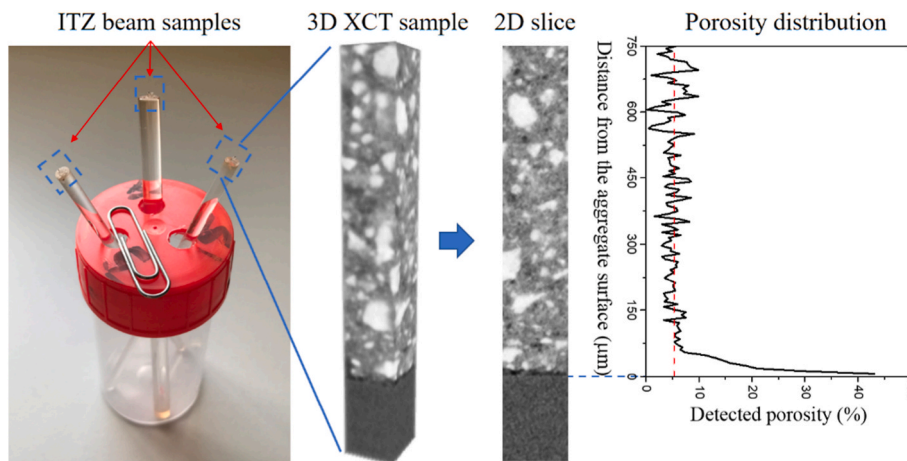 ITZ beam samples
3D XCT sample
2D slice
Porosity distribution
750
600
450
300
150
0
Distance from the aggregate surface (μm)
0
10
20
30
40
50
Detected porosity (%)